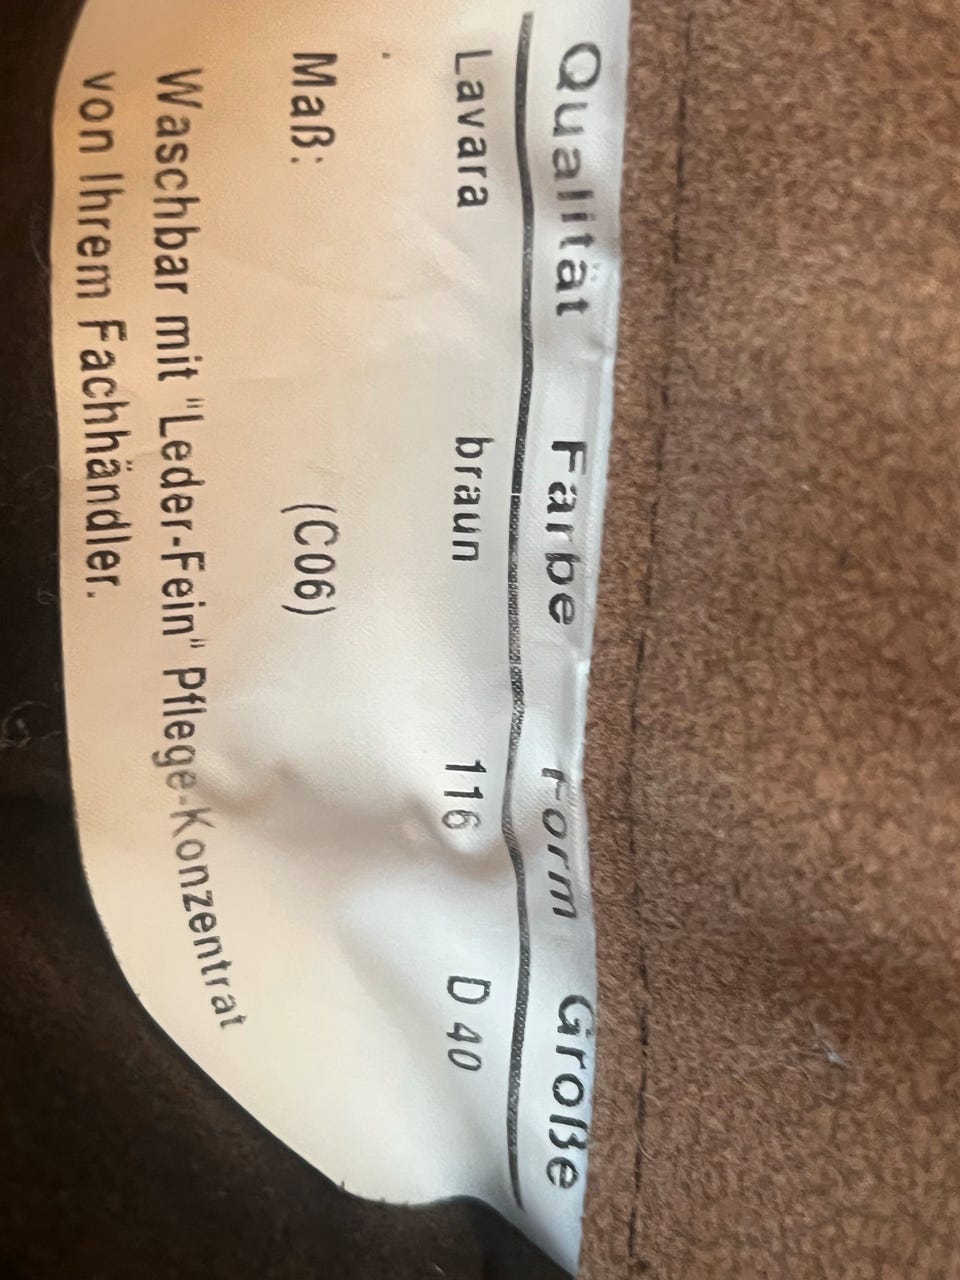 Qualität Farbe Form Größe
Lavara braun 116 D 40
Maß: (C06)
Waschbar mit "Leder-Fein" Pflege-Konzentrat
von Ihrem Fachhändler.